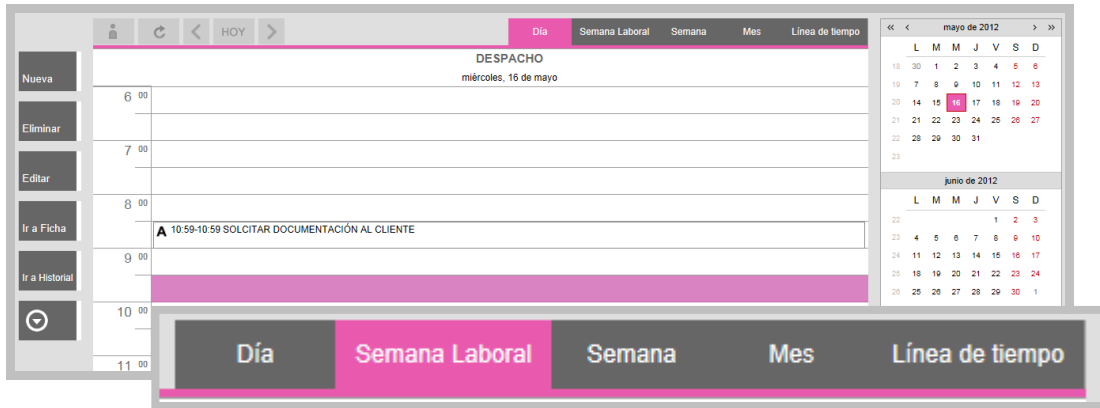 HOY
Día Semana Laboral Semana Mes Línea de tiempo
DESPACHO
miércoles, 16 de mayo
Nueva
Eliminar
Editar
Ir a Ficha
Ir a Historial
6 00
7 00
8 00
A 10:59-10:59 SOLCITAR DOCUMENTACIÓN AL CLIENTE
9 00
10 00
11 00
« < mayo de 2012 > »
L M M J V S D
18 30 1 2 3 4 5 6
19 7 8 9 10 11 12 13
20 14 15 16 17 18 19 20
21 21 22 23 24 25 26 27
22 28 29 30 31
23
junio de 2012
L M M J V S D
22 1 2 3
23 4 5 6 7 8 9 10
24 11 12 13 14 15 16 17
25 18 19 20 21 22 23 24
26 25 26 27 28 29 30 1
Día Semana Laboral Semana Mes Línea de tiempo